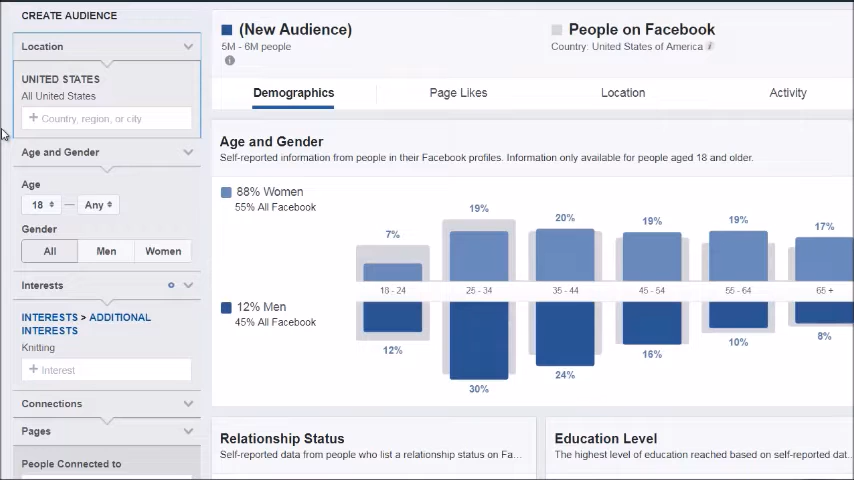 CREATE AUDIENCE
Location
UNITED STATES
All United States
+ Country, region, or city
Age and Gender
Age
18 — Any
Gender
All Men Women
Interests
INTERESTS > ADDITIONAL
INTERESTS
Knitting
+ Interest
Connections
Pages
People Connected to
(New Audience)
5M - 6M people
i
People on Facebook
Country: United States of America i
Demographics Page Likes Location Activity
Age and Gender
Self-reported information from people in their Facebook profiles. Information only available for people aged 18 and older.
88% Women
55% All Facebook
7% 19% 20% 19% 19% 17%
18 - 24 25 - 34 35 - 44 45 - 54 55 - 64 65 +
12% Men
45% All Facebook
12% 30% 24% 16% 10% 8%
Relationship Status
Self-reported data from people who list a relationship status on Fa...
Education Level
The highest level of education reached based on self-reported dat...